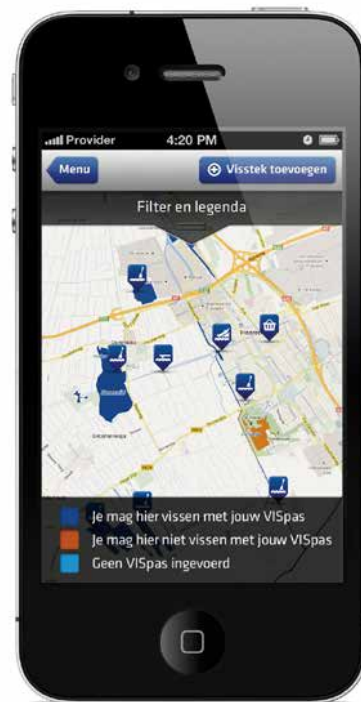 Provider
4:20 PM
Menu
Visstek toevoegen
Filter en legenda
Je mag hier vissen met jouw VISpas
Je mag hier niet vissen met jouw VISpas
Geen VISpas ingevoerd